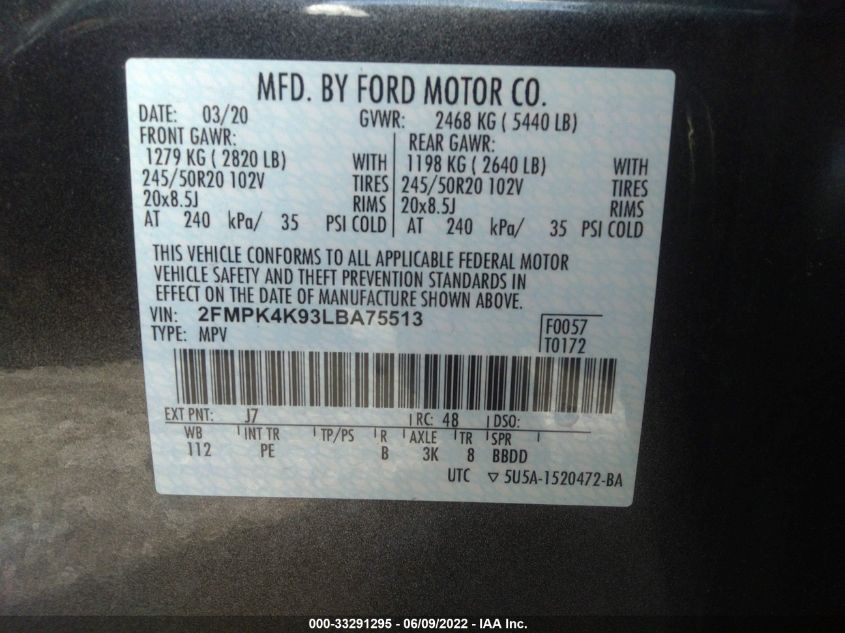 MFD. BY FORD MOTOR CO.
DATE: 03/20 GVWR: 2468 KG ( 5440 LB)
FRONT GAWR: REAR GAWR:
1279 KG ( 2820 LB) WITH 1198 KG ( 2640 LB) WITH
245/50R20 102V TIRES 245/50R20 102V TIRES
20x8.5J RIMS 20x8.5J RIMS
AT 240 kPa/ 35 PSI COLD AT 240 kPa/ 35 PSI COLD
THIS VEHICLE CONFORMS TO ALL APPLICABLE FEDERAL MOTOR
VEHICLE SAFETY AND THEFT PREVENTION STANDARDS IN
EFFECT ON THE DATE OF MANUFACTURE SHOWN ABOVE.
VIN: 2FMPK4K93LBA75513 F0057
TYPE: MPV T0172
EXT PNT: J7 RC: 48 DSO:
WB INT TR TP/PS R AXLE TR SPR
112 PE B 3K 8 BBDD
UTC ▽ 5U5A-1520472-BA
000-33291295 - 06/09/2022 - IAA Inc.